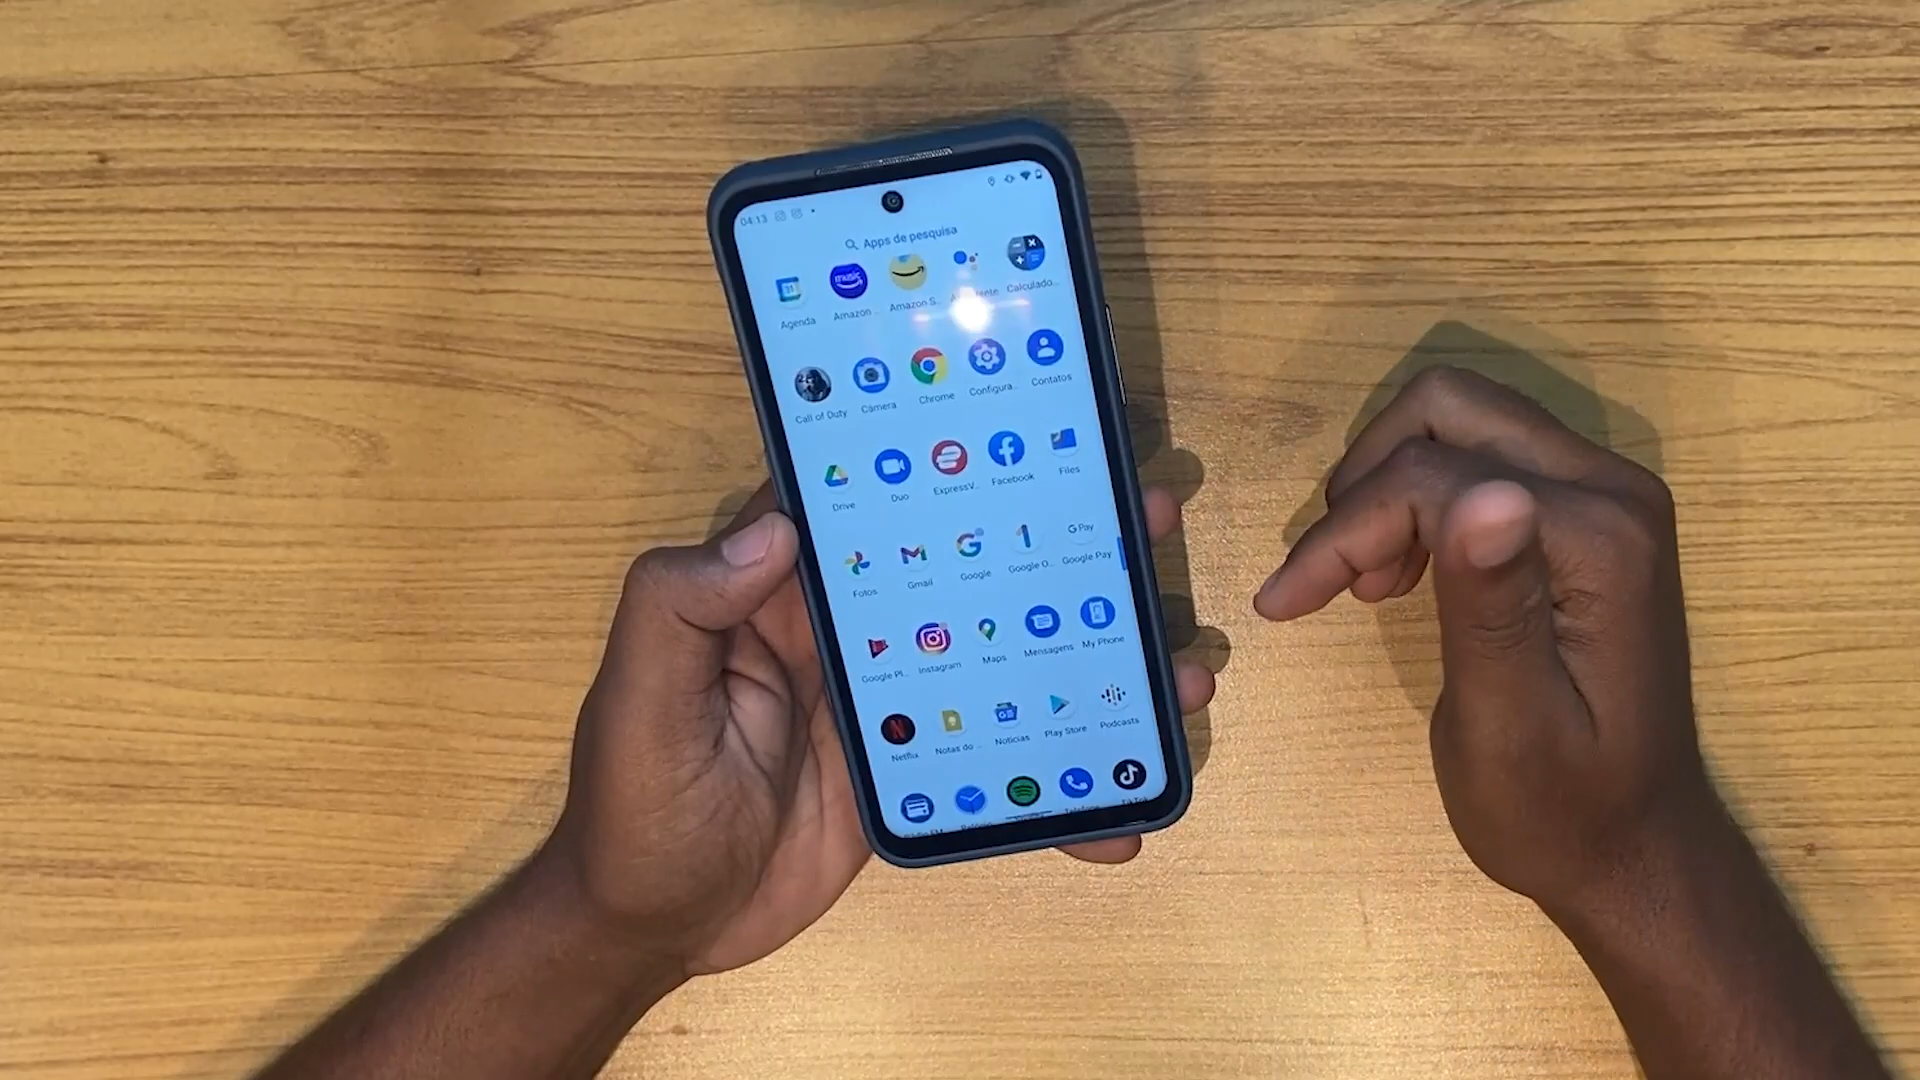 04:13
Apps de pesquisa
31
music
Agenda Amazon ... Amazon S... Calculado...
Call of Duty Câmera Chrome Configura... Contatos
Drive Duo ExpressV... Facebook Files
G Pay
Fotos Gmail Google Google O... Google Pay
Google Pl... Instagram Maps Mensagens My Phone
Netflix Notas do ... Notícias Play Store Podcasts